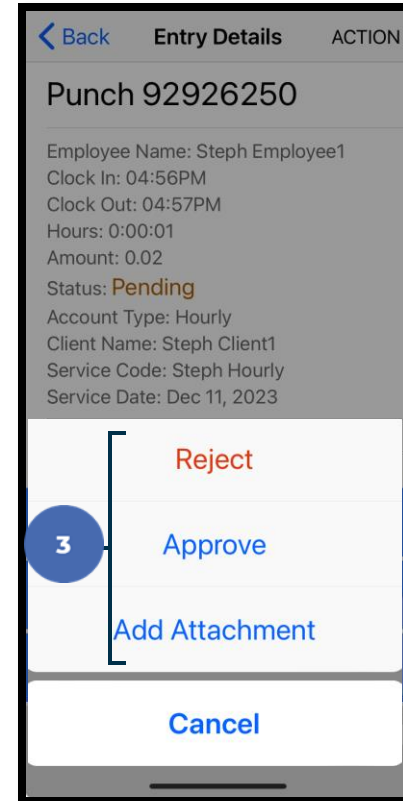 Back Entry Details ACTION
Punch 92926250
Employee Name: Steph Employee1
Clock In: 04:56PM
Clock Out: 04:57PM
Hours: 0:00:01
Amount: 0.02
Status: Pending
Account Type: Hourly
Client Name: Steph Client1
Service Code: Steph Hourly
Service Date: Dec 11, 2023
Reject
3 Approve
Add Attachment
Cancel